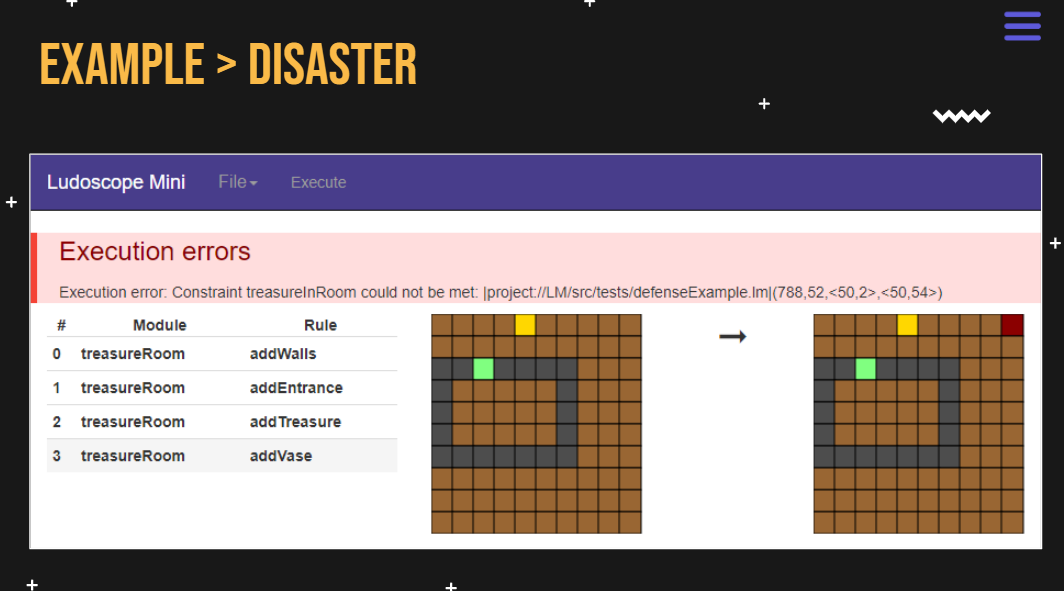 EXAMPLE > DISASTER
Ludoscope Mini File Execute
Execution errors
Execution error: Constraint treasureInRoom could not be met: |project://LM/src/tests/defenseExample.lm|(788,52,<50,2>,<50,54>)
# Module Rule
0 treasureRoom addWalls
1 treasureRoom addEntrance
2 treasureRoom addTreasure
3 treasureRoom addVase